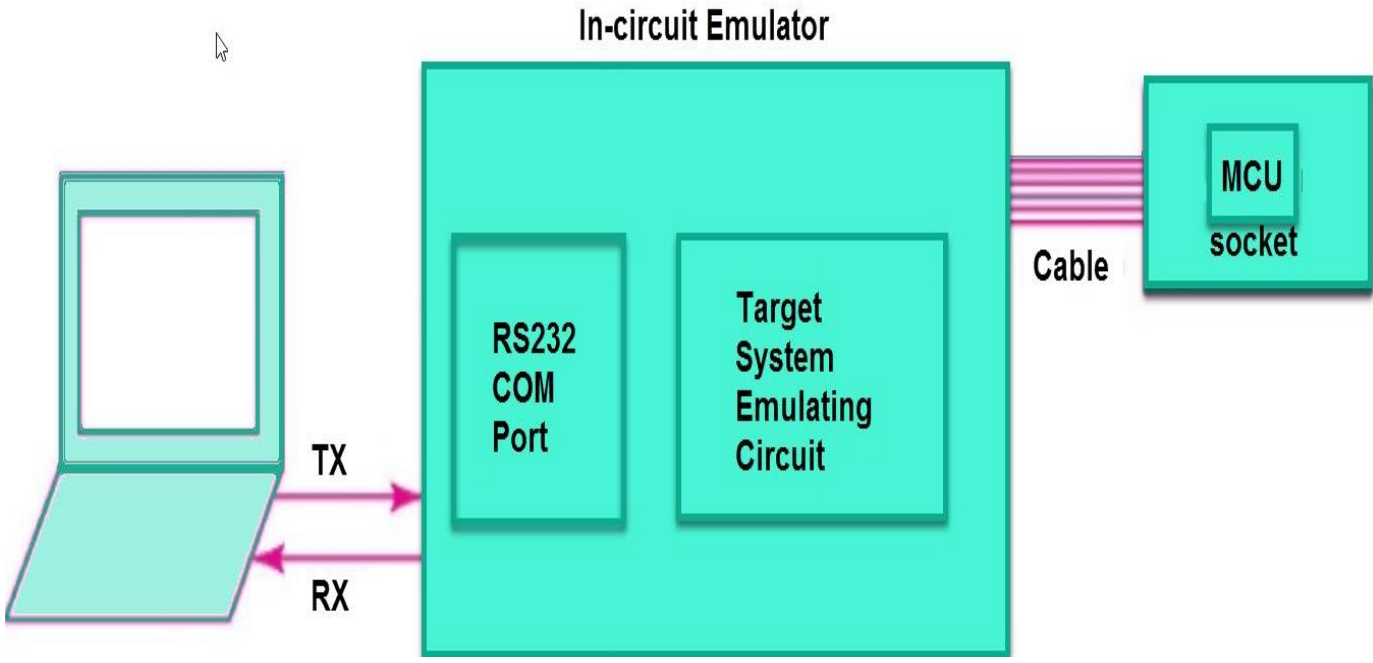 In-circuit Emulator
MCU
socket
Cable
RS232
COM
Port
Target
System
Emulating
Circuit
TX
RX